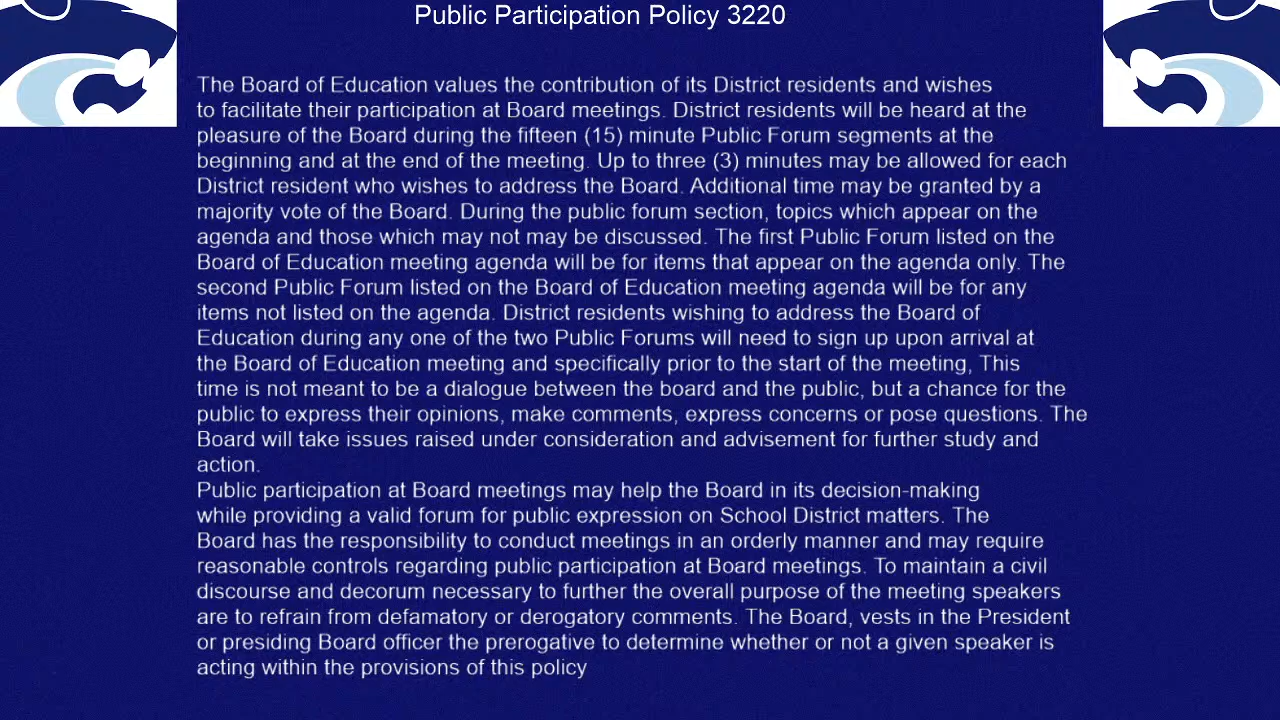 Public Participation Policy 3220
The Board of Education values the contribution of its District residents and wishes
to facilitate their participation at Board meetings. District residents will be heard at the
pleasure of the Board during the fifteen (15) minute Public Forum segments at the
beginning and at the end of the meeting. Up to three (3) minutes may be allowed for each
District resident who wishes to address the Board. Additional time may be granted by a
majority vote of the Board. During the public forum section, topics which appear on the
agenda and those which may not may be discussed. The first Public Forum listed on the
Board of Education meeting agenda will be for items that appear on the agenda only. The
second Public Forum listed on the Board of Education meeting agenda will be for any
items not listed on the agenda. District residents wishing to address the Board of
Education during any one of the two Public Forums will need to sign up upon arrival at
the Board of Education meeting and specifically prior to the start of the meeting, This
time is not meant to be a dialogue between the board and the public, but a chance for the
public to express their opinions, make comments, express concerns or pose questions. The
Board will take issues raised under consideration and advisement for further study and
action.
Public participation at Board meetings may help the Board in its decision-making
while providing a valid forum for public expression on School District matters. The
Board has the responsibility to conduct meetings in an orderly manner and may require
reasonable controls regarding public participation at Board meetings. To maintain a civil
discourse and decorum necessary to further the overall purpose of the meeting speakers
are to refrain from defamatory or derogatory comments. The Board, vests in the President
or presiding Board officer the prerogative to determine whether or not a given speaker is
acting within the provisions of this policy